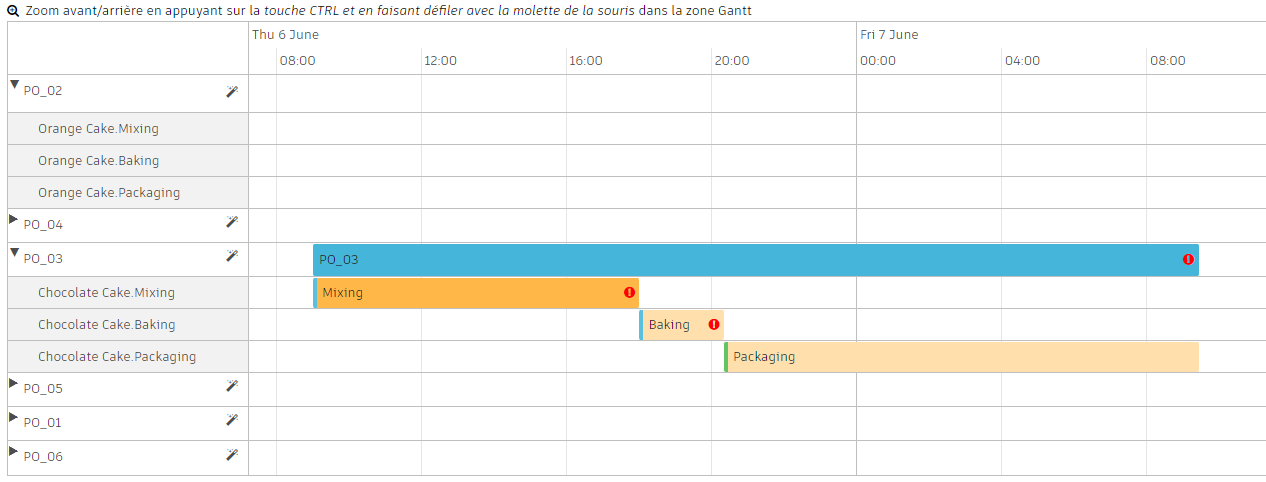 Zoom avant/arrière en appuyant sur la touche CTRL et en faisant défiler avec la molette de la souris dans la zone Gantt
Thu 6 June Fri 7 June
08:00 12:00 16:00 20:00 00:00 04:00 08:00
PO_02
Orange Cake.Mixing
Orange Cake.Baking
Orange Cake.Packaging
PO_04
PO_03 PO_03
Chocolate Cake.Mixing Mixing
Chocolate Cake.Baking Baking
Chocolate Cake.Packaging Packaging
PO_05
PO_01
PO_06